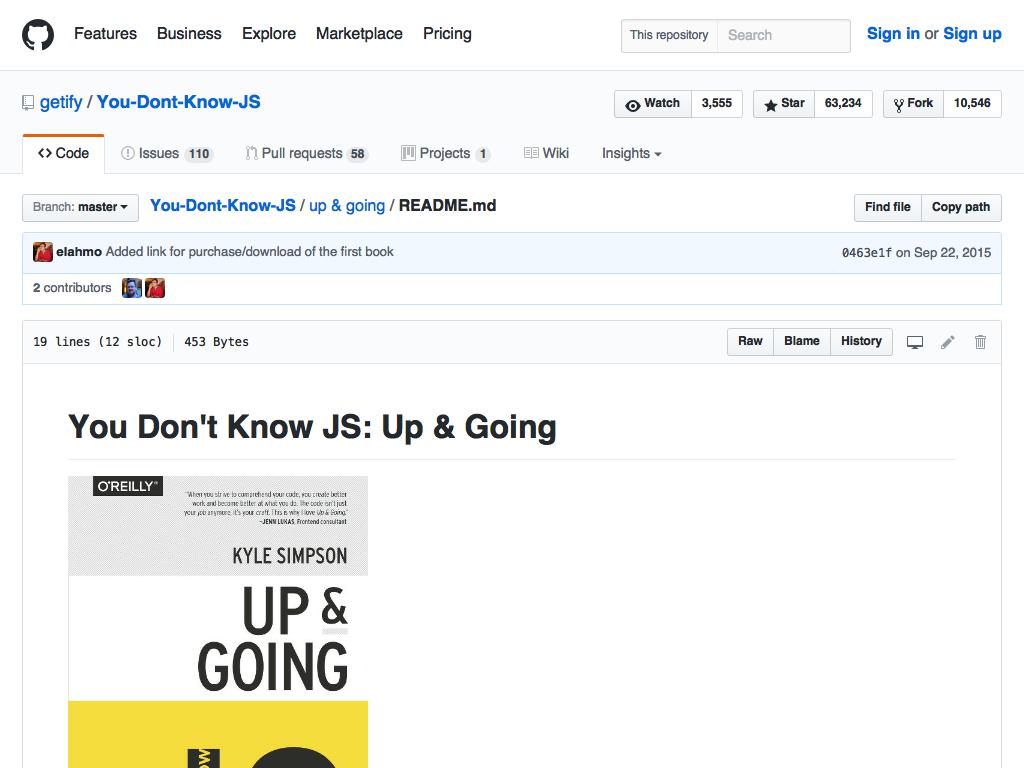 Features Business Explore Marketplace Pricing This repository Search Sign in or Sign up
getify / You-Dont-Know-JS Watch 3,555 Star 63,234 Fork 10,546
<> Code Issues 110 Pull requests 58 Projects 1 Wiki Insights
Branch: master You-Dont-Know-JS / up & going / README.md Find file Copy path
elahmo Added link for purchase/download of the first book 0463e1f on Sep 22, 2015
2 contributors
19 lines (12 sloc) 453 Bytes Raw Blame History
You Don't Know JS: Up & Going
O'REILLY®
"When you strive to comprehend your code, you create better
work and become better at what you do. The code isn't just
your job anymore, it's your craft. This is why I love Up & Going."
–JENN LUKAS, Frontend consultant
KYLE SIMPSON
UP &
GOING